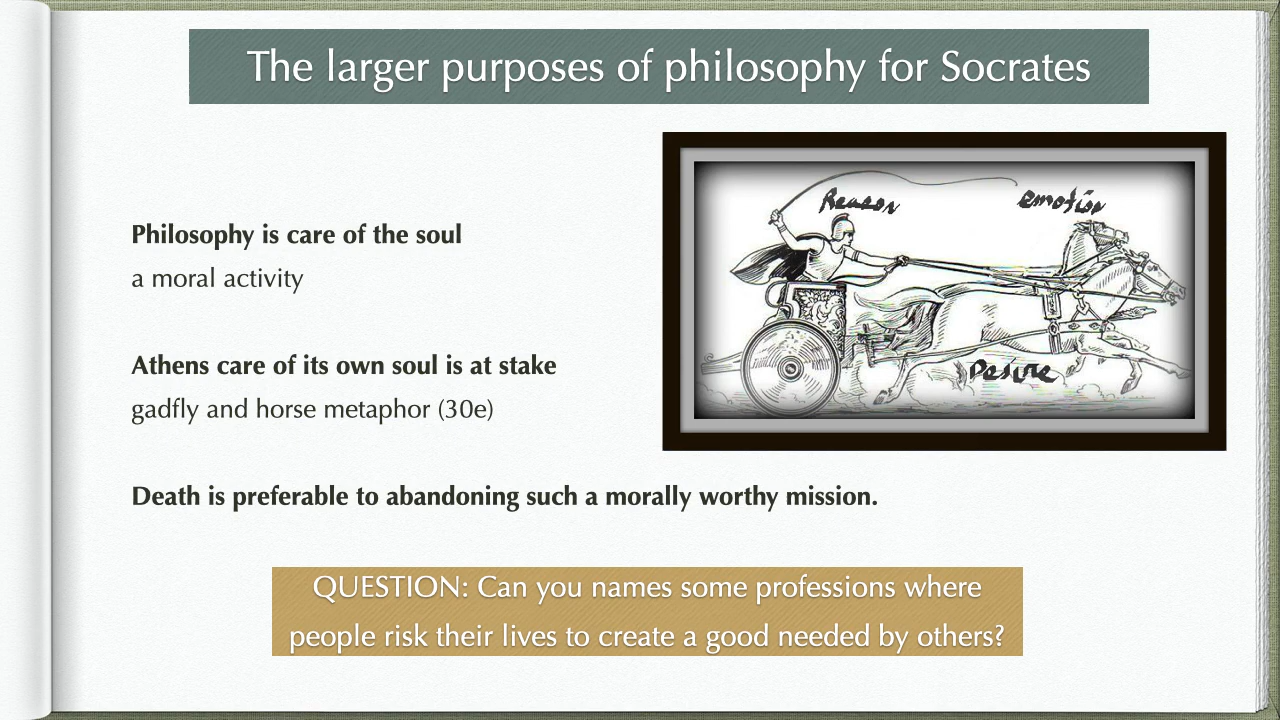 The larger purposes of philosophy for Socrates
Reason
emotion
Philosophy is care of the soul
a moral activity
Athens care of its own soul is at stake
gadfly and horse metaphor (30e)
Desire
Death is preferable to abandoning such a morally worthy mission.
QUESTION: Can you names some professions where
people risk their lives to create a good needed by others?